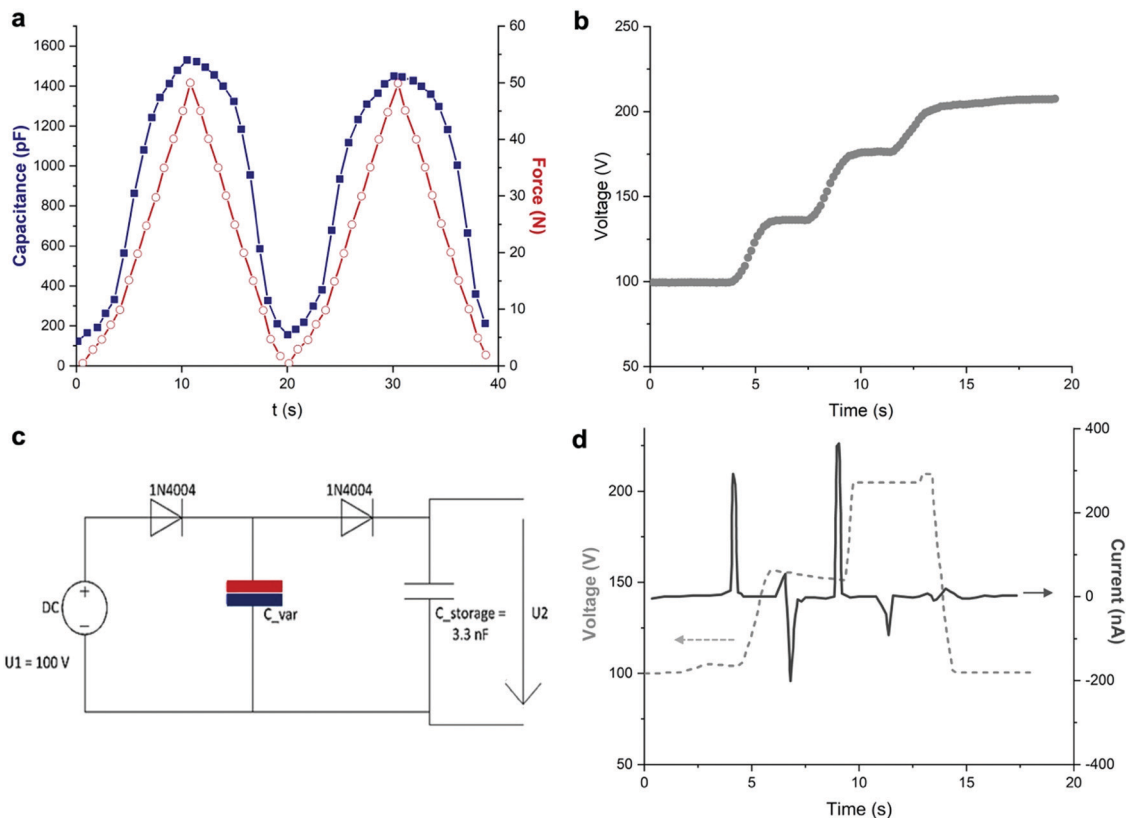 a
Capacitance (pF)
1600
1400
1200
1000
800
600
400
200
0
0 10 20 30 40
t (s)
60
50
40
30
20
10
0
Force (N)
b
Voltage (V)
250
200
150
100
50
0 5 10 15 20
Time (s)
c
1N4004 1N4004
DC
+
−
U1 = 100 V
C_var
C_storage =
3.3 nF
U2
d
Voltage (V)
200
150
100
50
0 5 10 15 20
Time (s)
400
200
0
-200
-400
Current (nA)